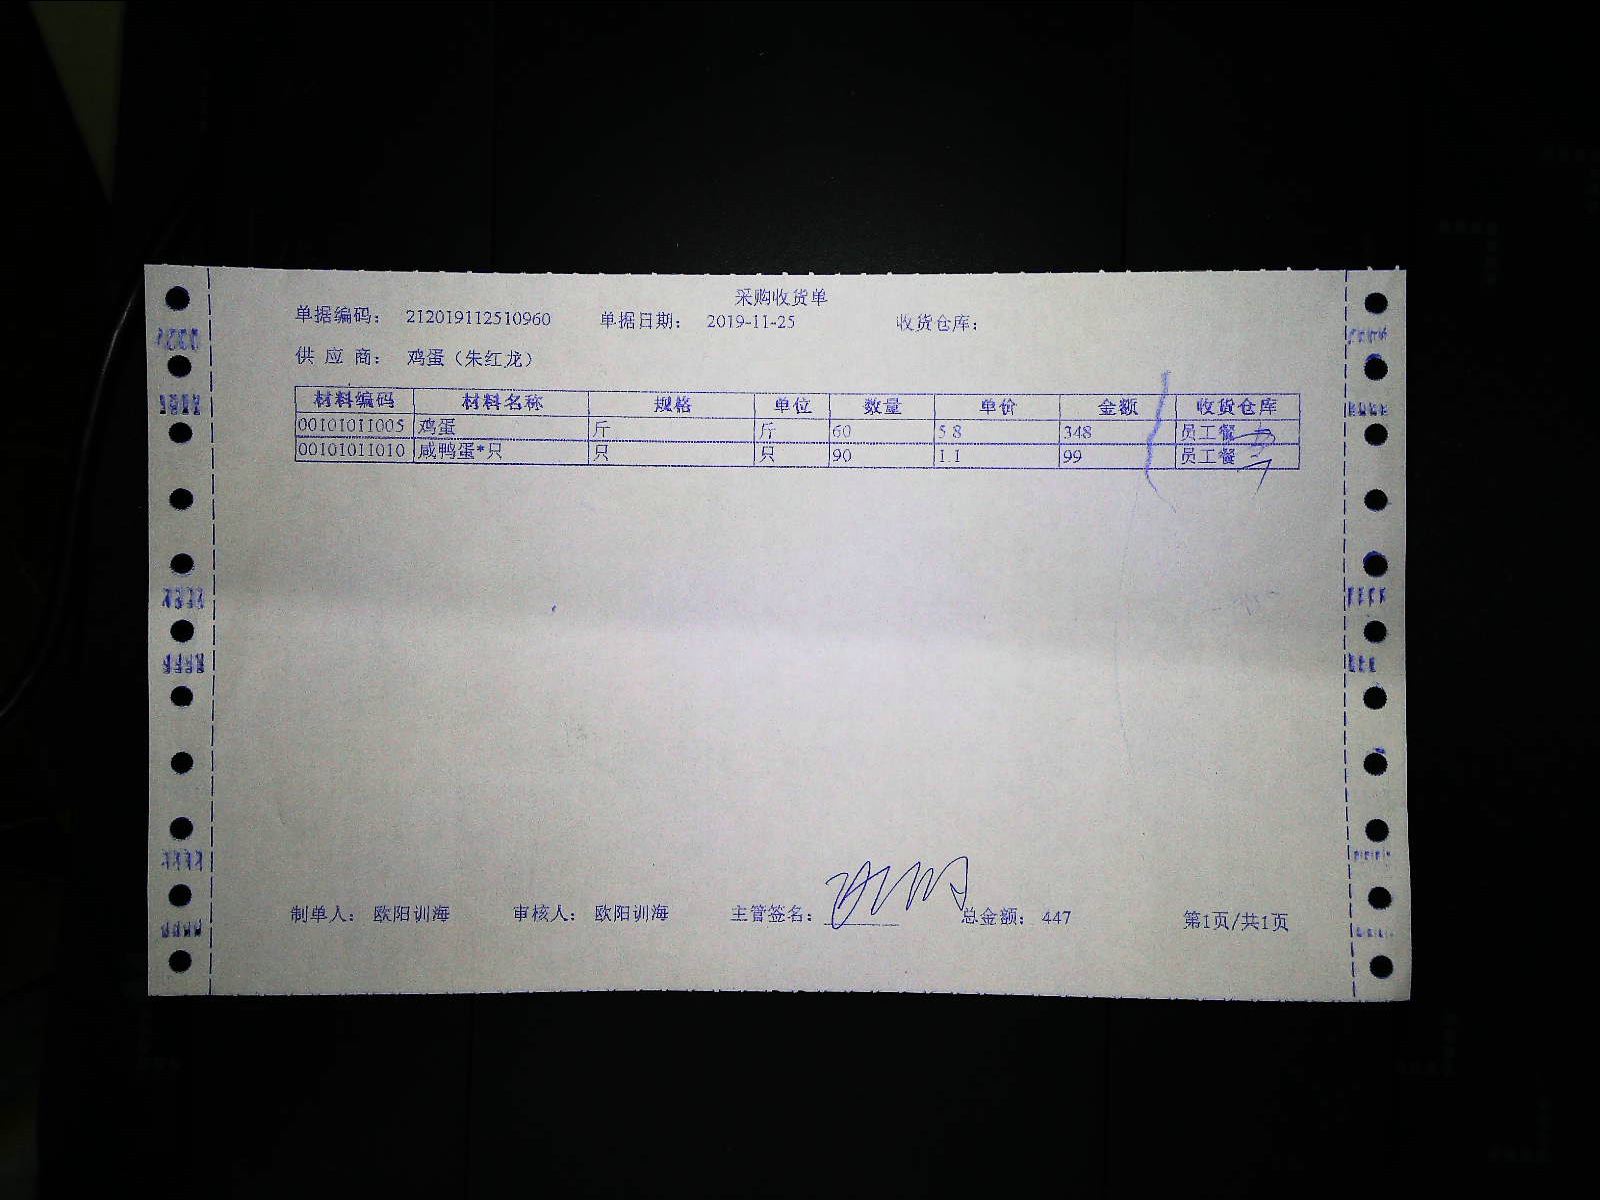 采购收货单
单据编码： 212019112510960 单据日期： 2019-11-25 收货仓库：
供 应 商： 鸡蛋（朱红龙）
材料编码 材料名称 规格 单位 数量 单价 金额 收货仓库
00101011005 鸡蛋 斤 斤 60 5.8 348 员工餐
00101011010 咸鸭蛋*只 只 只 90 1.1 99 员工餐
制单人： 欧阳训海 审核人： 欧阳训海 主管签名： 总金额： 447 第1页/共1页